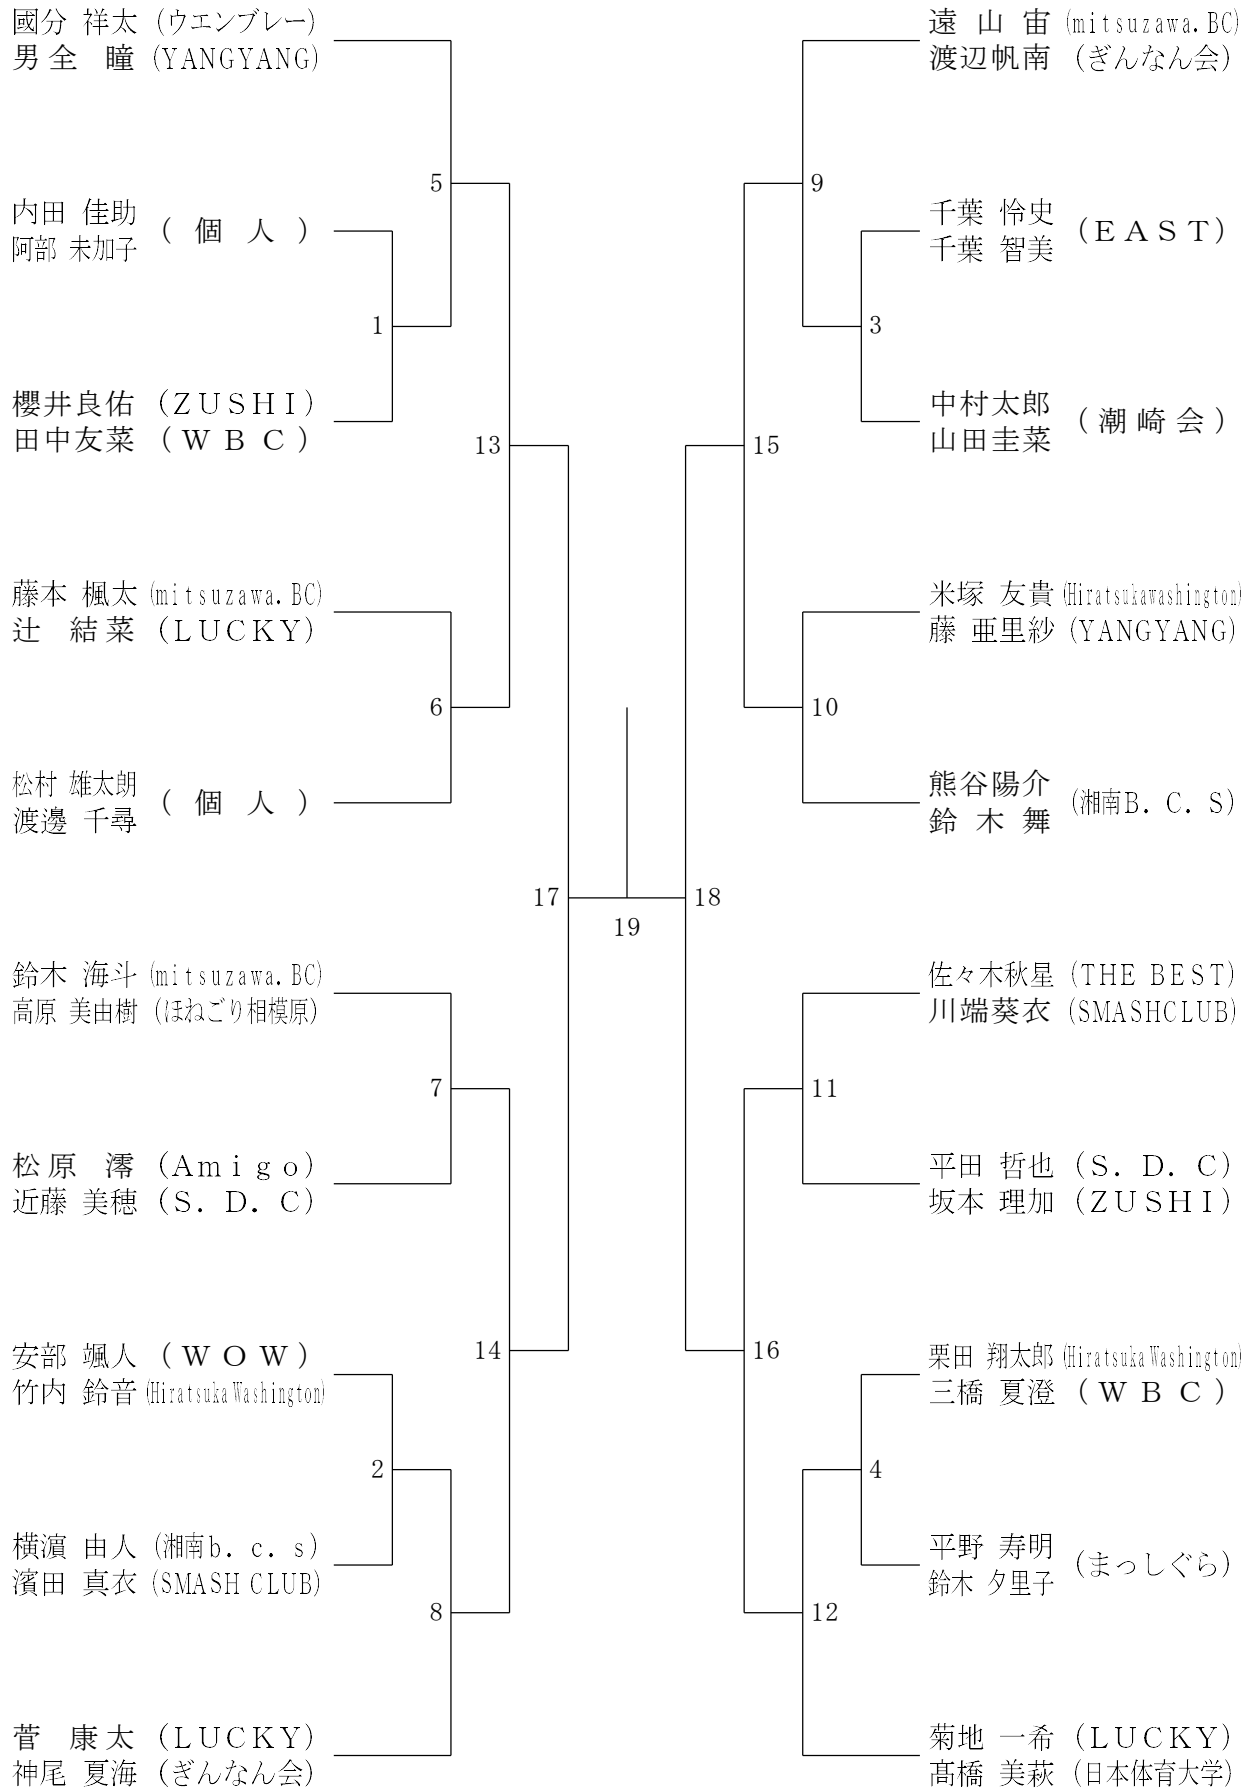 國分 祥太 (ウエンブレー)
男全 瞳 (YANGYANG)
5
内田 佳助
阿部 未加子
(個人)
1
櫻井良佑 (ZUSHI)
田中友菜 (WBC)
13
藤本 楓太 (mitsuzawa.BC)
辻 結菜 (LUCKY)
6
松村 雄太朗
渡邊 千尋
(個人)
17
鈴木 海斗 (mitsuzawa.BC)
高原 美由樹 (ほねごり相模原)
7
松原 澪 (Amigo)
近藤 美穂 (S.D.C)
14
安部 颯人 (WOW)
竹内 鈴音 (Hiratsuka Washington)
2
横濵 由人 (湘南b.c.s)
濱田 真衣 (SMASH CLUB)
8
菅 康太 (LUCKY)
神尾 夏海 (ぎんなん会)
19
遠山宙 (mitsuzawa.BC)
渡辺帆南 (ぎんなん会)
9
千葉 怜史
千葉 智美
(EAST)
3
中村太郎
山田圭菜
(潮崎会)
15
米塚 友貴 (Hiratsukawashington)
藤 亜里紗 (YANGYANG)
10
熊谷陽介
鈴木舞
(湘南B.C.S)
18
佐々木秋星 (THE BEST)
川端葵衣 (SMASHCLUB)
11
平田 哲也 (S.D.C)
坂本 理加 (ZUSHI)
16
栗田 翔太郎 (Hiratsuka Washington)
三橋 夏澄 (WBC)
4
平野 寿明
鈴木 夕里子
(まっしぐら)
12
菊地 一希 (LUCKY)
髙橋 美萩 (日本体育大学)